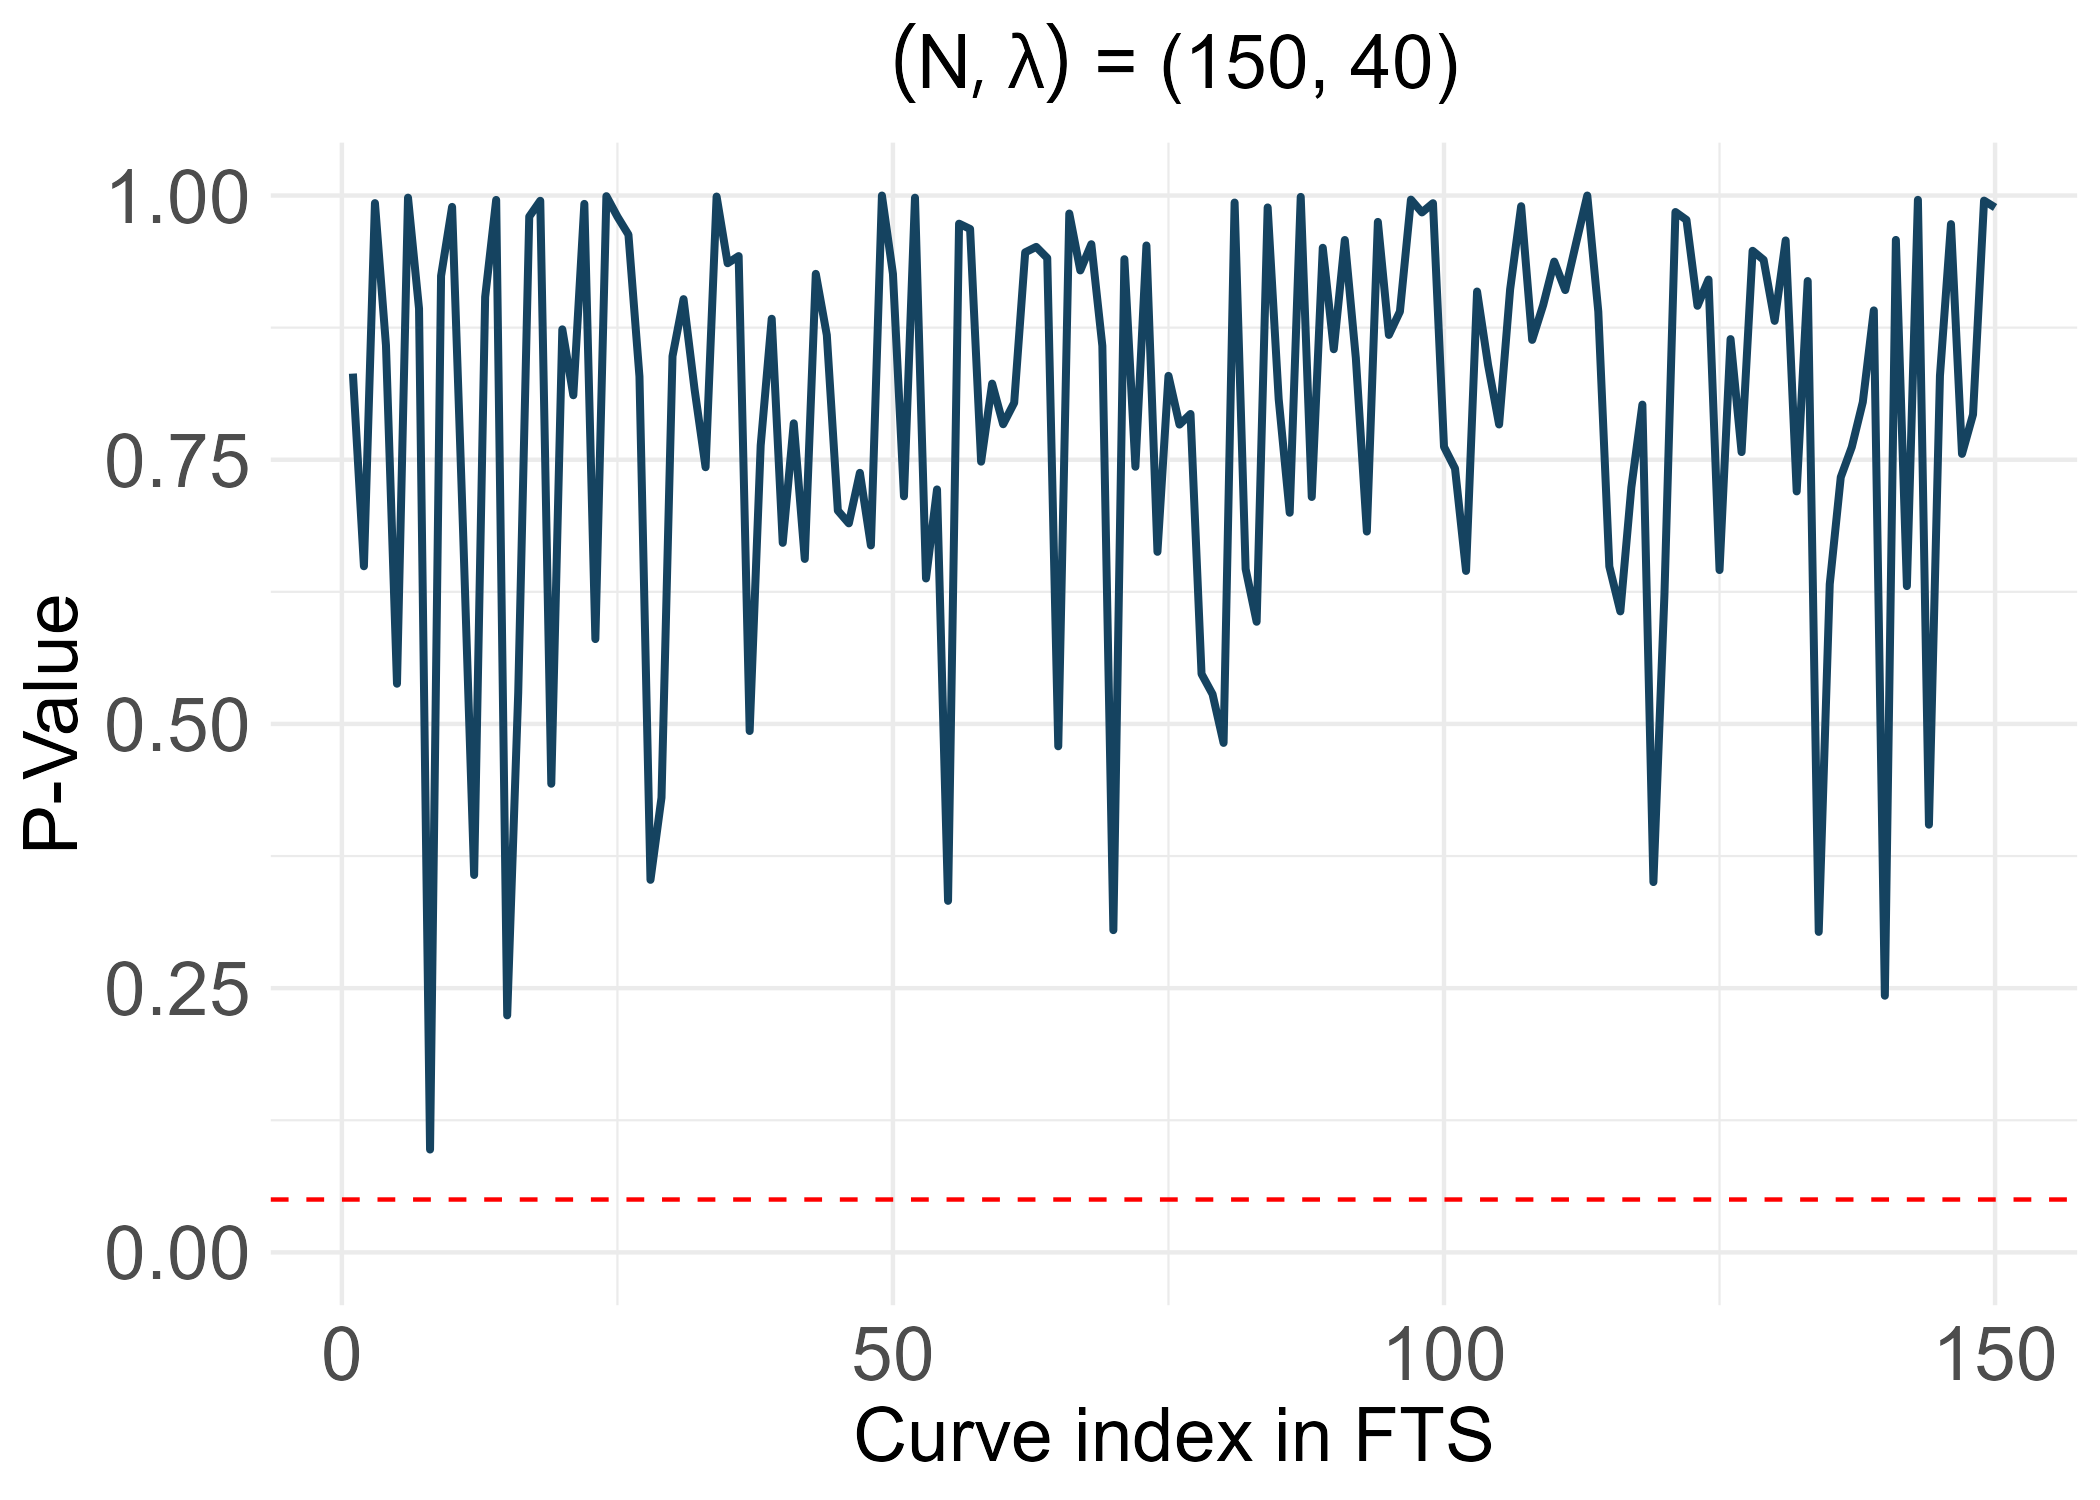 (N, λ) = (150, 40)
1.00
0.75
0.50
0.25
0.00
P-Value
0 50 100 150
Curve index in FTS